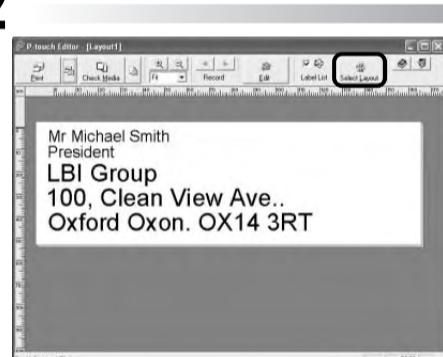 P-touch Editor - [Layout1]
Print
Check Media
Fit
Record
Edit
Label List
Select Layout
Mr Michael Smith
President
LBI Group
100, Clean View Ave..
Oxford Oxon. OX14 3RT